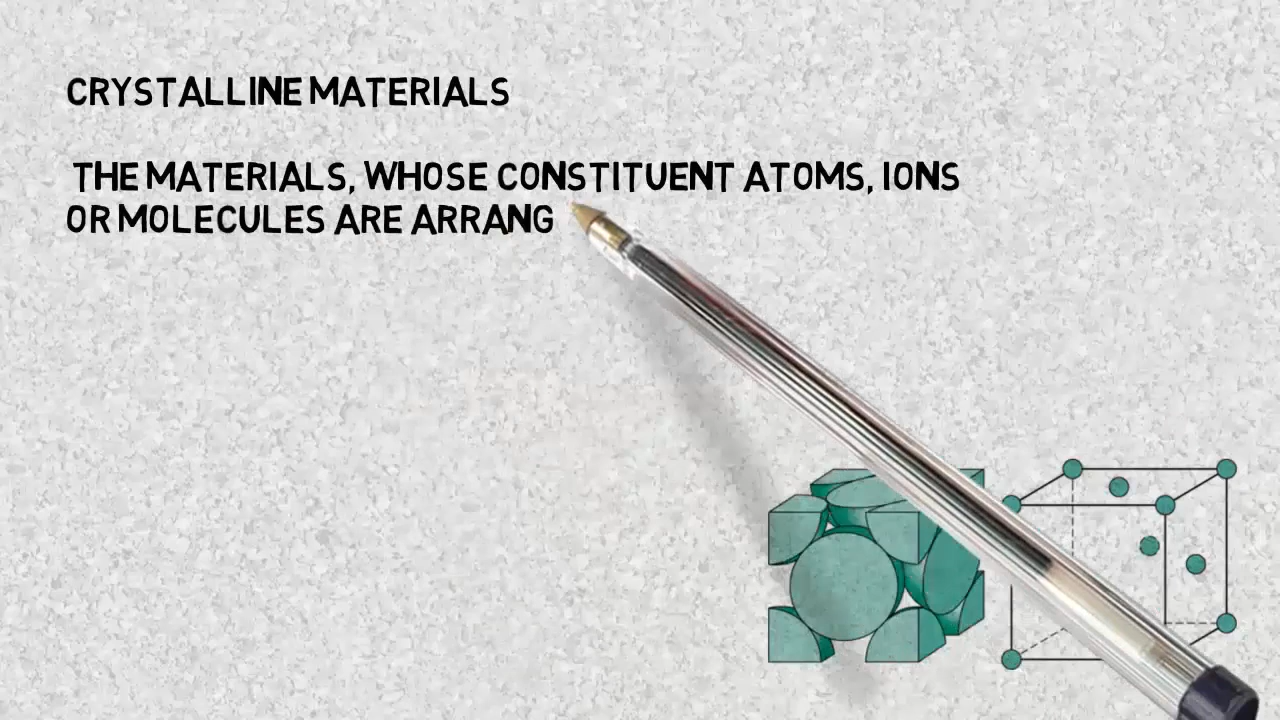 CRYSTALLINE MATERIALS
THE MATERIALS, WHOSE CONSTITUENT ATOMS, IONS
OR MOLECULES ARE ARRANG